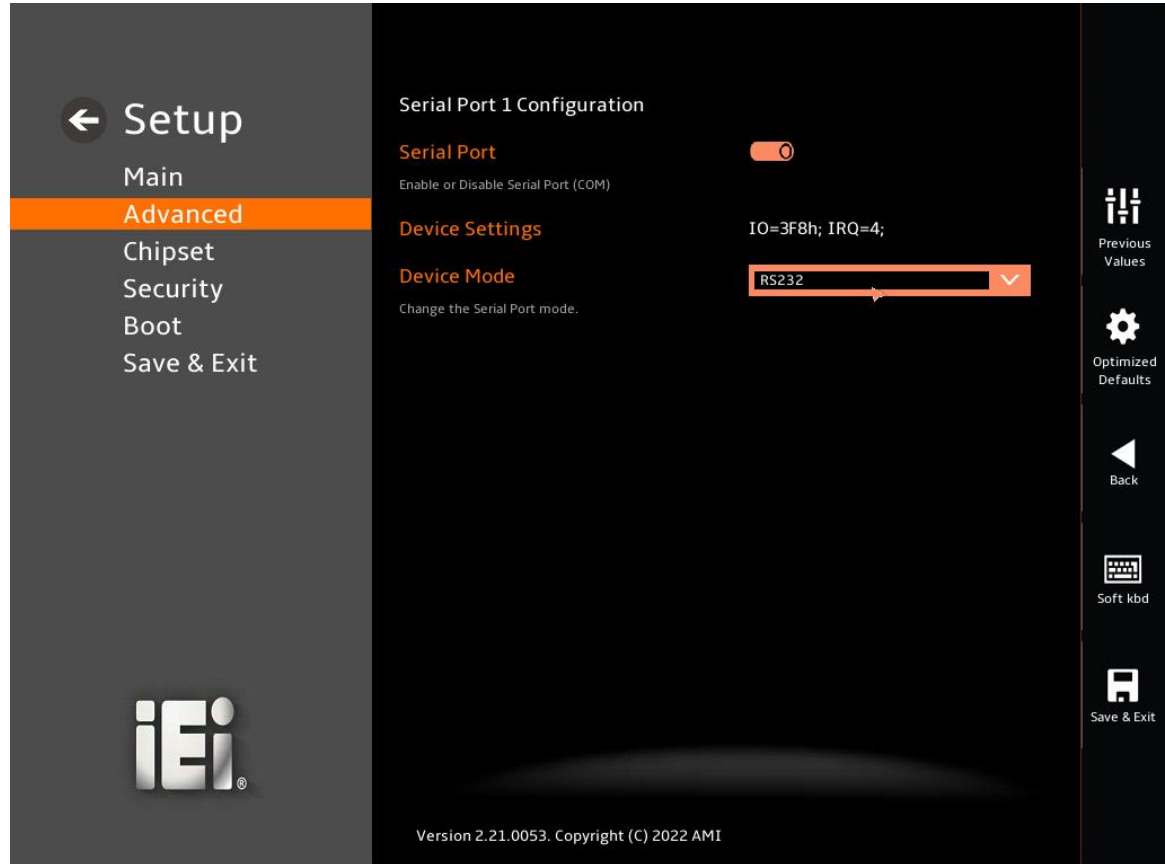 Setup
Main
Advanced
Chipset
Security
Boot
Save & Exit
Serial Port 1 Configuration
Serial Port
Enable or Disable Serial Port (COM)
Device Settings
IO=3F8h; IRQ=4;
Device Mode
RS232
Change the Serial Port mode.
Previous
Values
Optimized
Defaults
Back
Soft kbd
Save & Exit
iEi®
Version 2.21.0053. Copyright (C) 2022 AMI